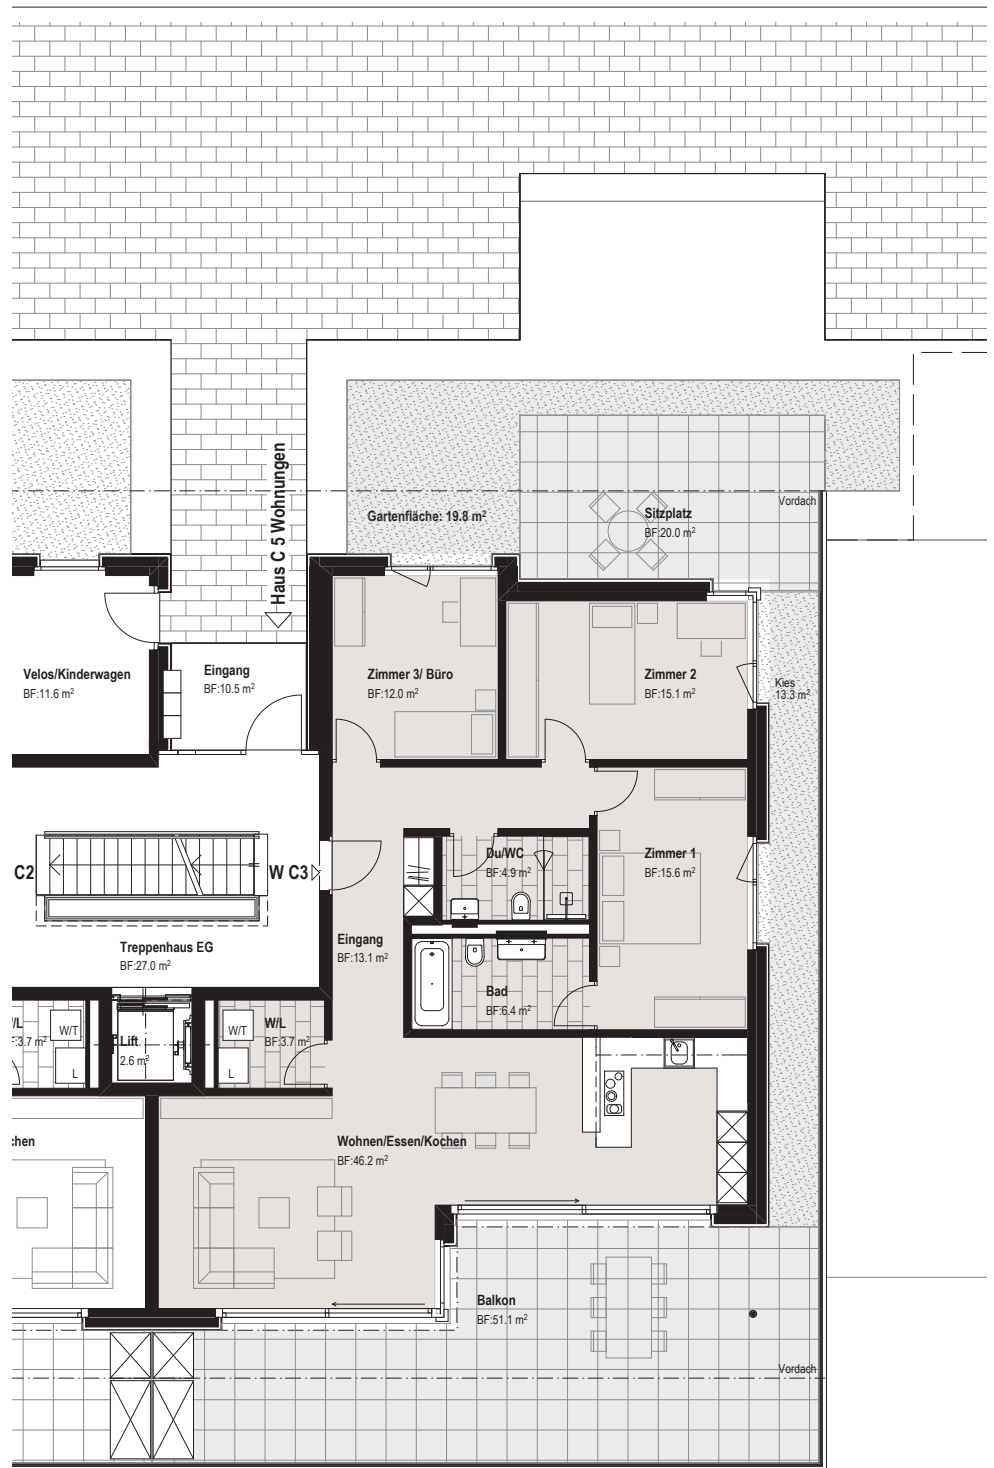 Haus C 5 Wohnungen
Vordach
Gartenfläche: 19.8 m²
Sitzplatz
BF:20.0 m²
Velos/Kinderwagen
BF:11.6 m²
Eingang
BF:10.5 m²
Zimmer 3/ Büro
BF:12.0 m²
Zimmer 2
BF:15.1 m²
Kies
13.3 m²
C2
W C3
Du/WC
BF:4.9 m²
Zimmer 1
BF:15.6 m²
Treppenhaus EG
BF:27.0 m²
Eingang
BF:13.1 m²
Bad
BF:6.4 m²
/L
F:3.7 m²
W/T
L
Lift
2.6 m²
W/T
L
W/L
BF:3.7 m²
chen
Wohnen/Essen/Kochen
BF:46.2 m²
Balkon
BF:51.1 m²
Vordach